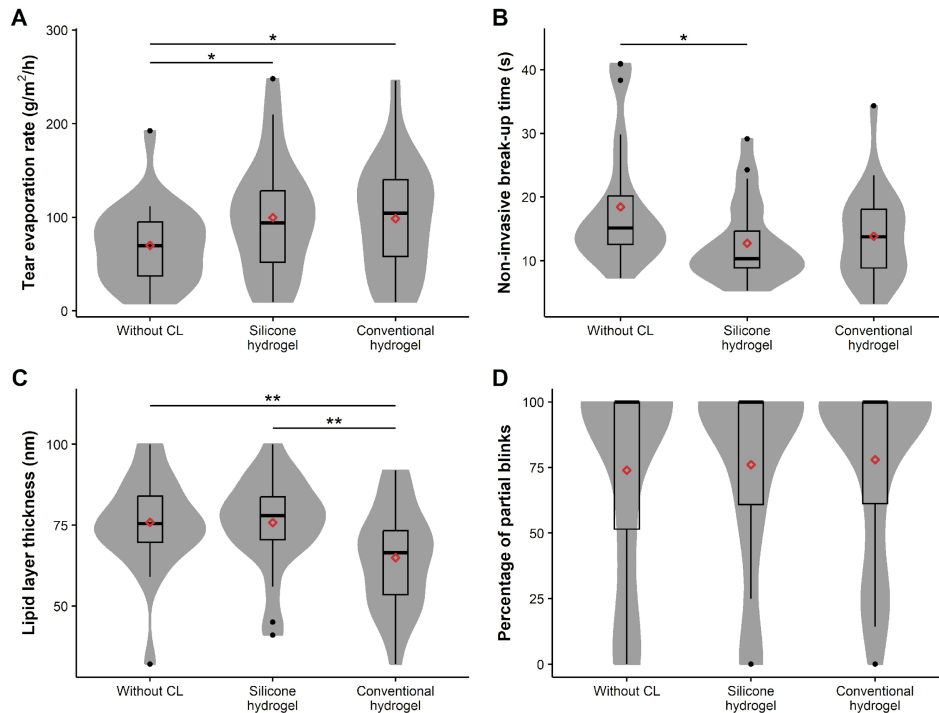 A
Tear evaporation rate (g/m²/h)
300
200
100
0
*
*
Without CL
Silicone
hydrogel
Conventional
hydrogel
B
Non-invasive break-up time (s)
40
30
20
10
*
Without CL
Silicone
hydrogel
Conventional
hydrogel
C
Lipid layer thickness (nm)
100
75
50
**
**
Without CL
Silicone
hydrogel
Conventional
hydrogel
D
Percentage of partial blinks
100
75
50
25
0
Without CL
Silicone
hydrogel
Conventional
hydrogel